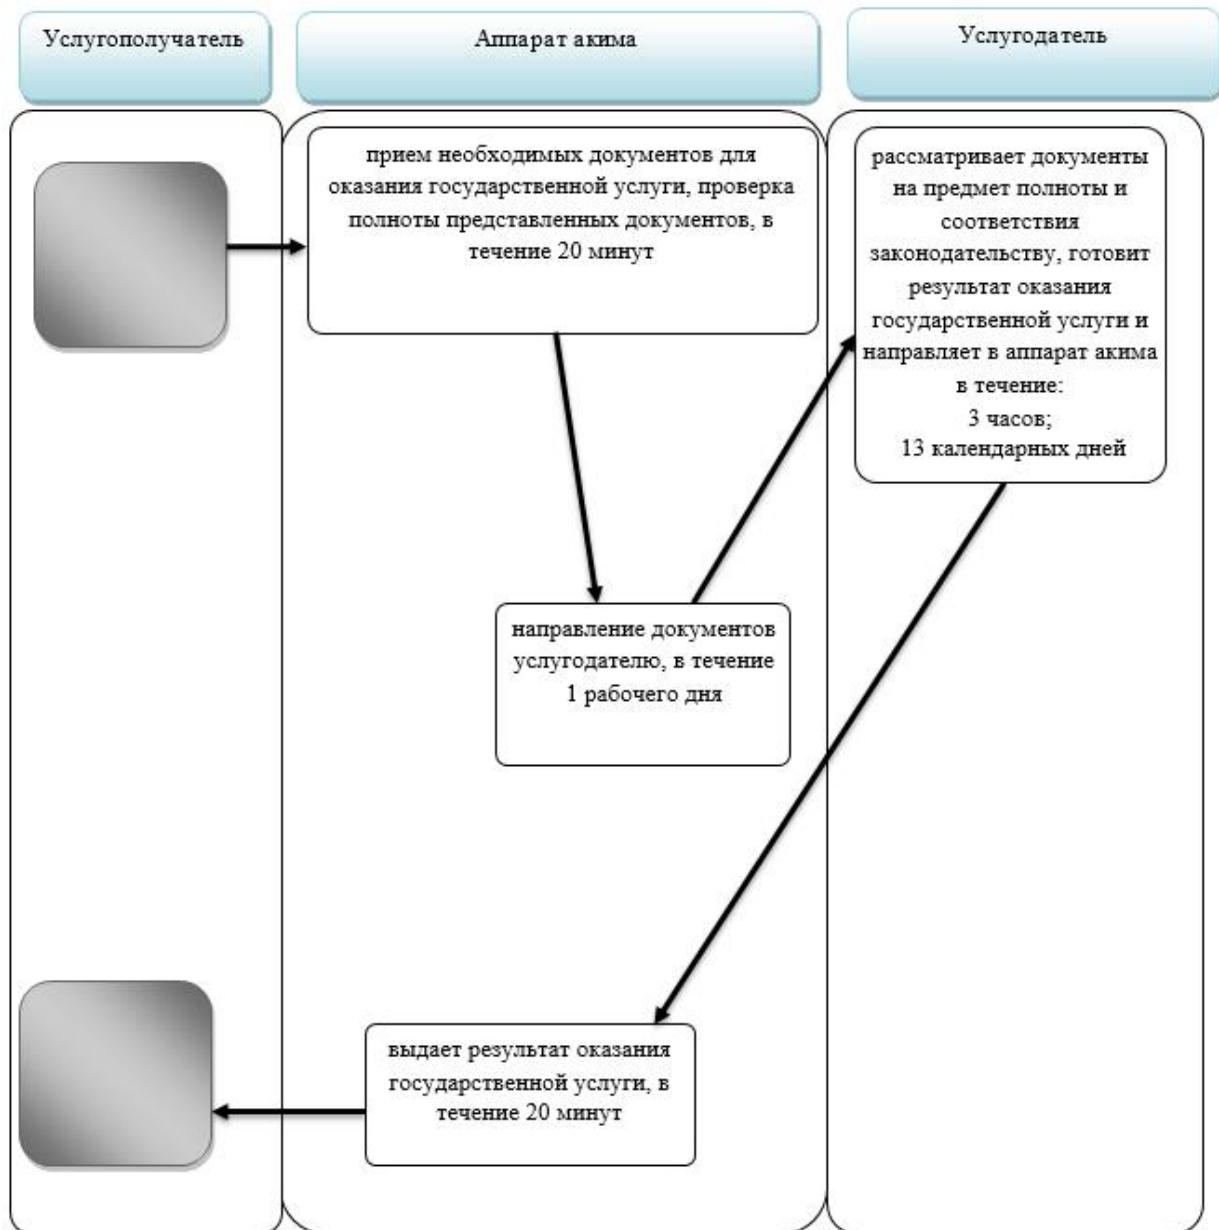 Услугополучатель
Аппарат акима
Услугодатель
прием необходимых документов для
оказания государственной услуги, проверка
полноты представленных документов, в
течение 20 минут
рассматривает документы
на предмет полноты и
соответствия
законодательству, готовит
результат оказания
государственной услуги и
направляет в аппарат акима
в течение:
3 часов;
13 календарных дней
направление документов
услугодателю, в течение
1 рабочего дня
выдает результат оказания
государственной услуги, в
течение 20 минут